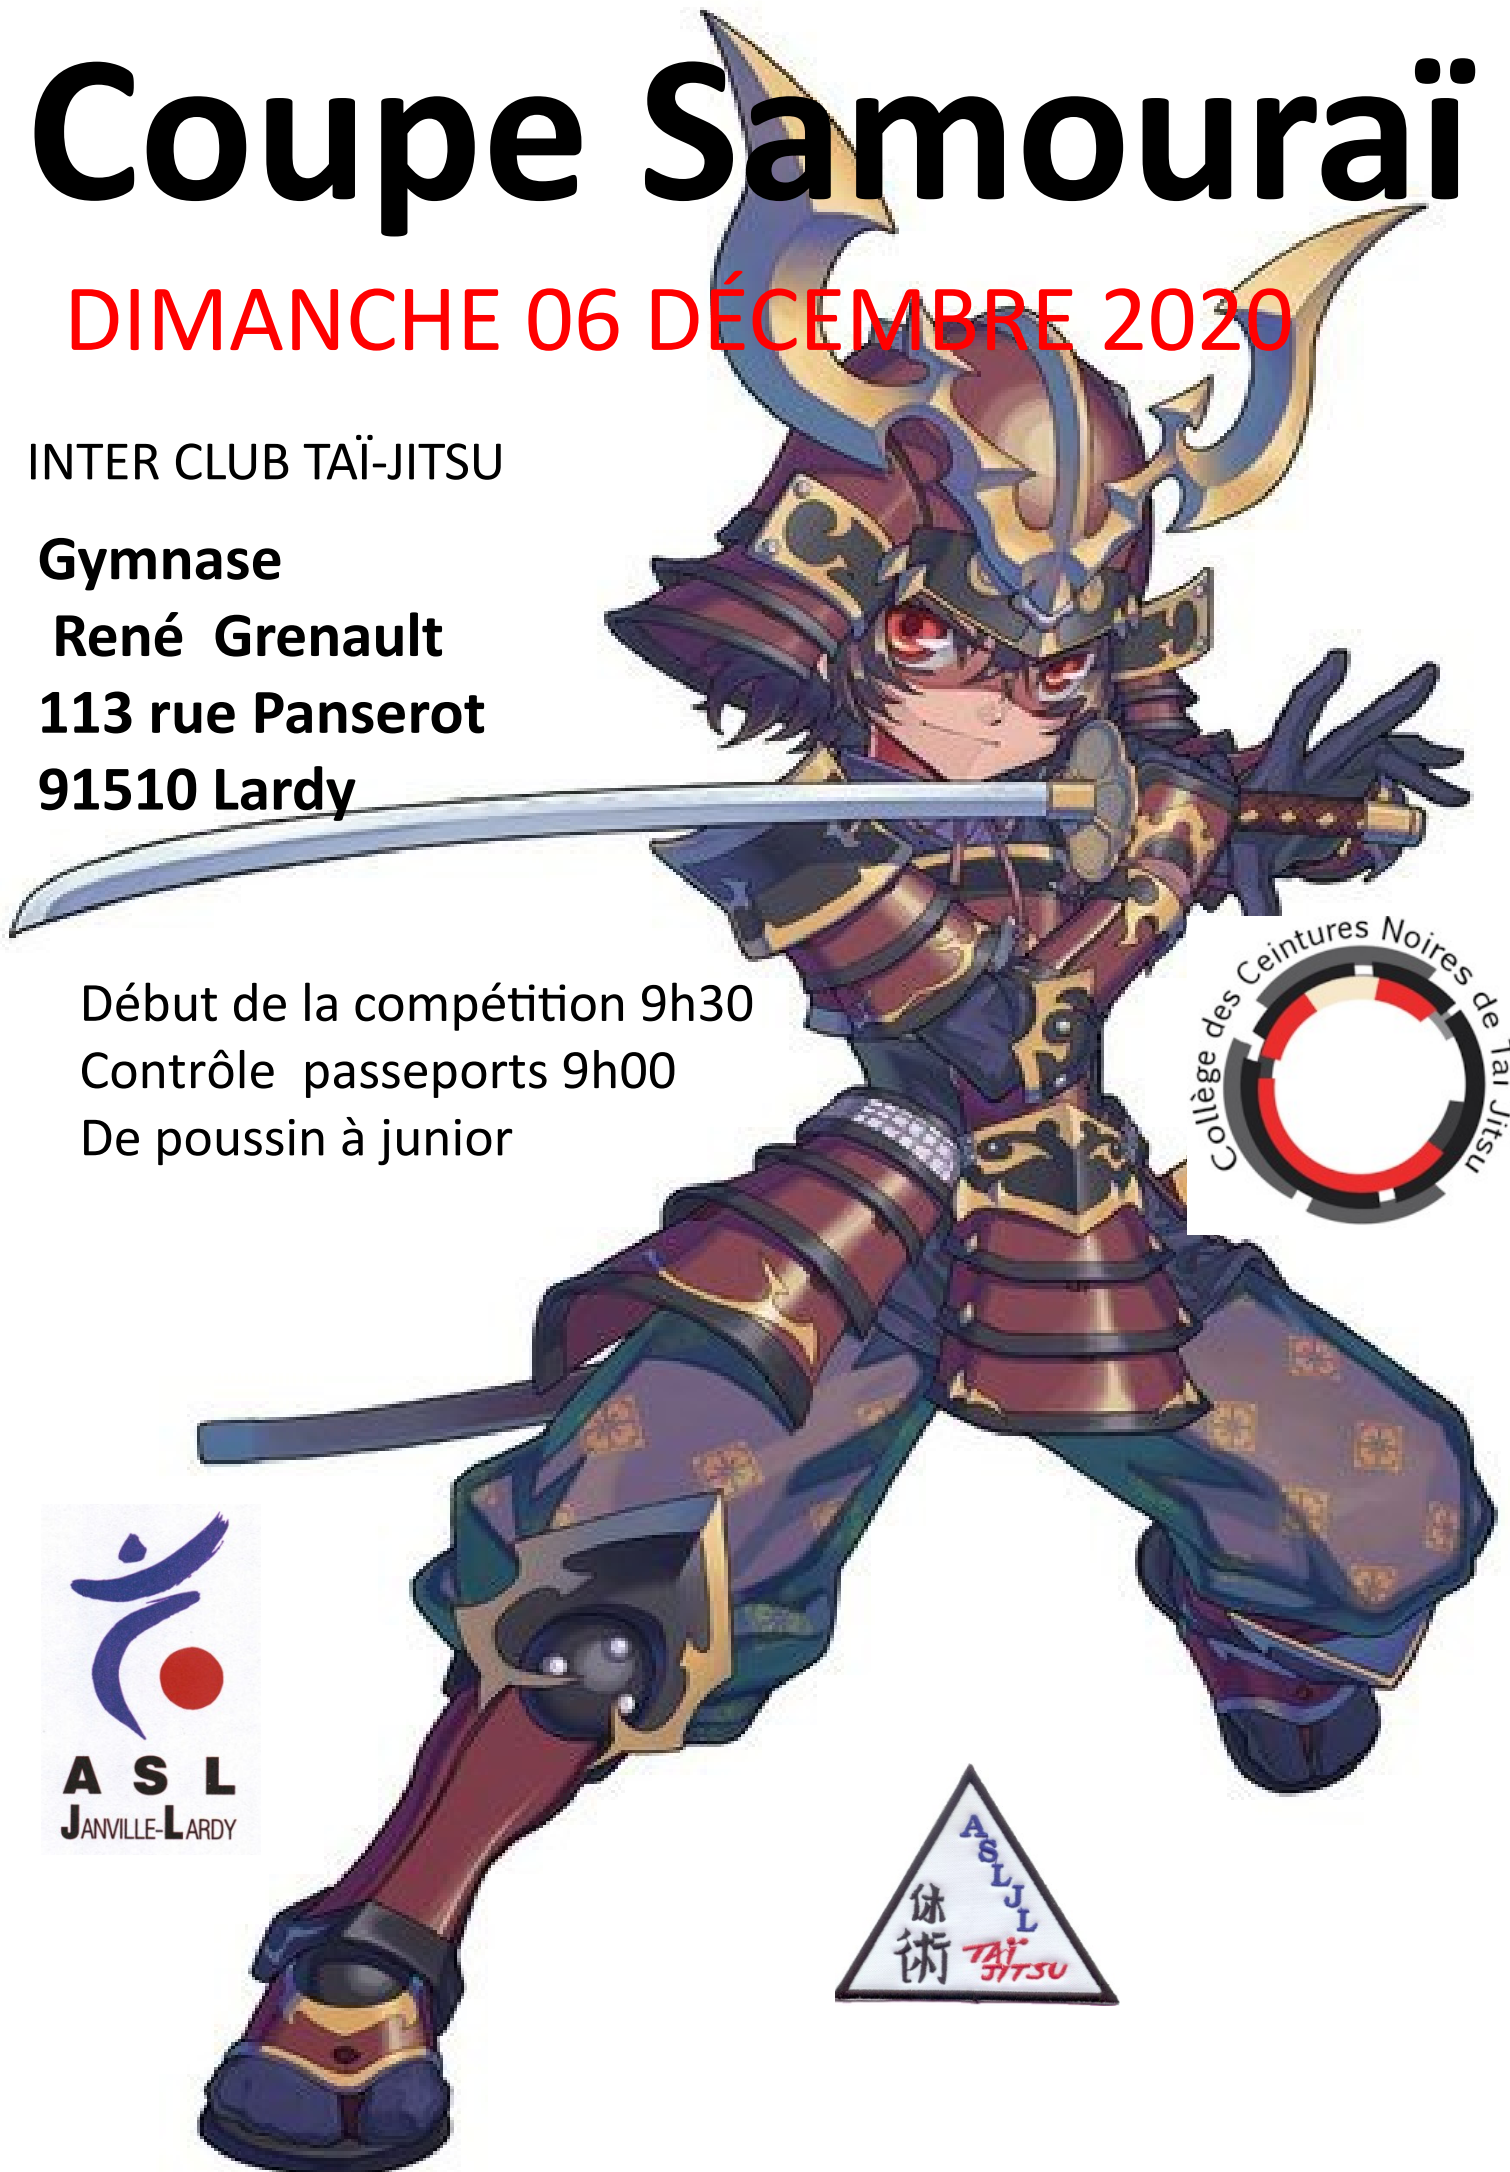 Coupe Samouraï
DIMANCHE 06 DÉCEMBRE 2020
INTER CLUB TAÏ-JITSU
Gymnase
René Grenault
113 rue Panserot
91510 Lardy
Début de la compétition 9h30
Contrôle passeports 9h00
De poussin à junior
Collège des Ceintures Noires de Taï Jitsu
A S L
JANVILLE-LARDY
ASLJL
休術
TAÏ
JITSU